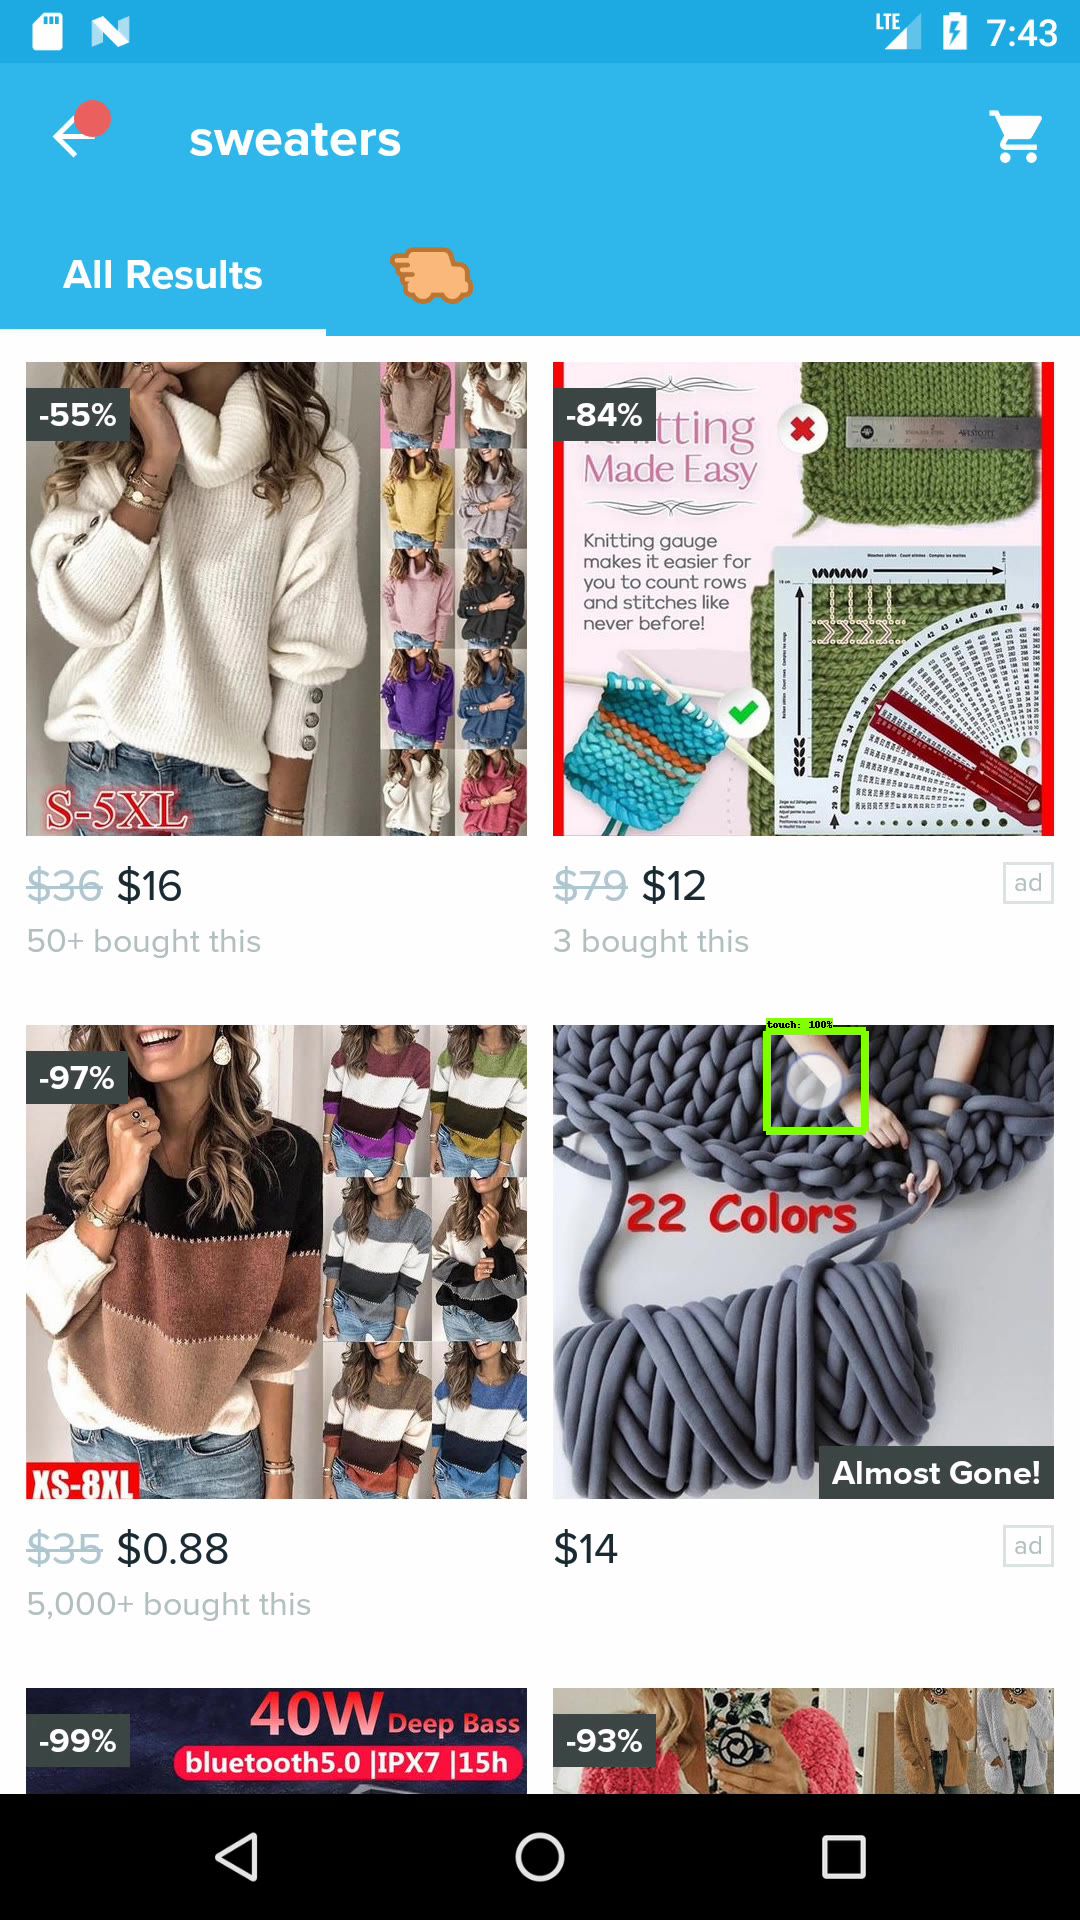 LTE 7:43
sweaters
All Results
-55%
S-5XL
-84%
Knitting
Made Easy
Knitting gauge
makes it easier for
you to count rows
and stitches like
never before!
$36 $16
50+ bought this
$79 $12
ad
3 bought this
-97%
XS-8XL
touch: 100%
22 Colors
Almost Gone!
$35 $0.88
5,000+ bought this
$14
ad
-99%
40W Deep Bass
bluetooth5.0 |IPX7 |15h
-93%